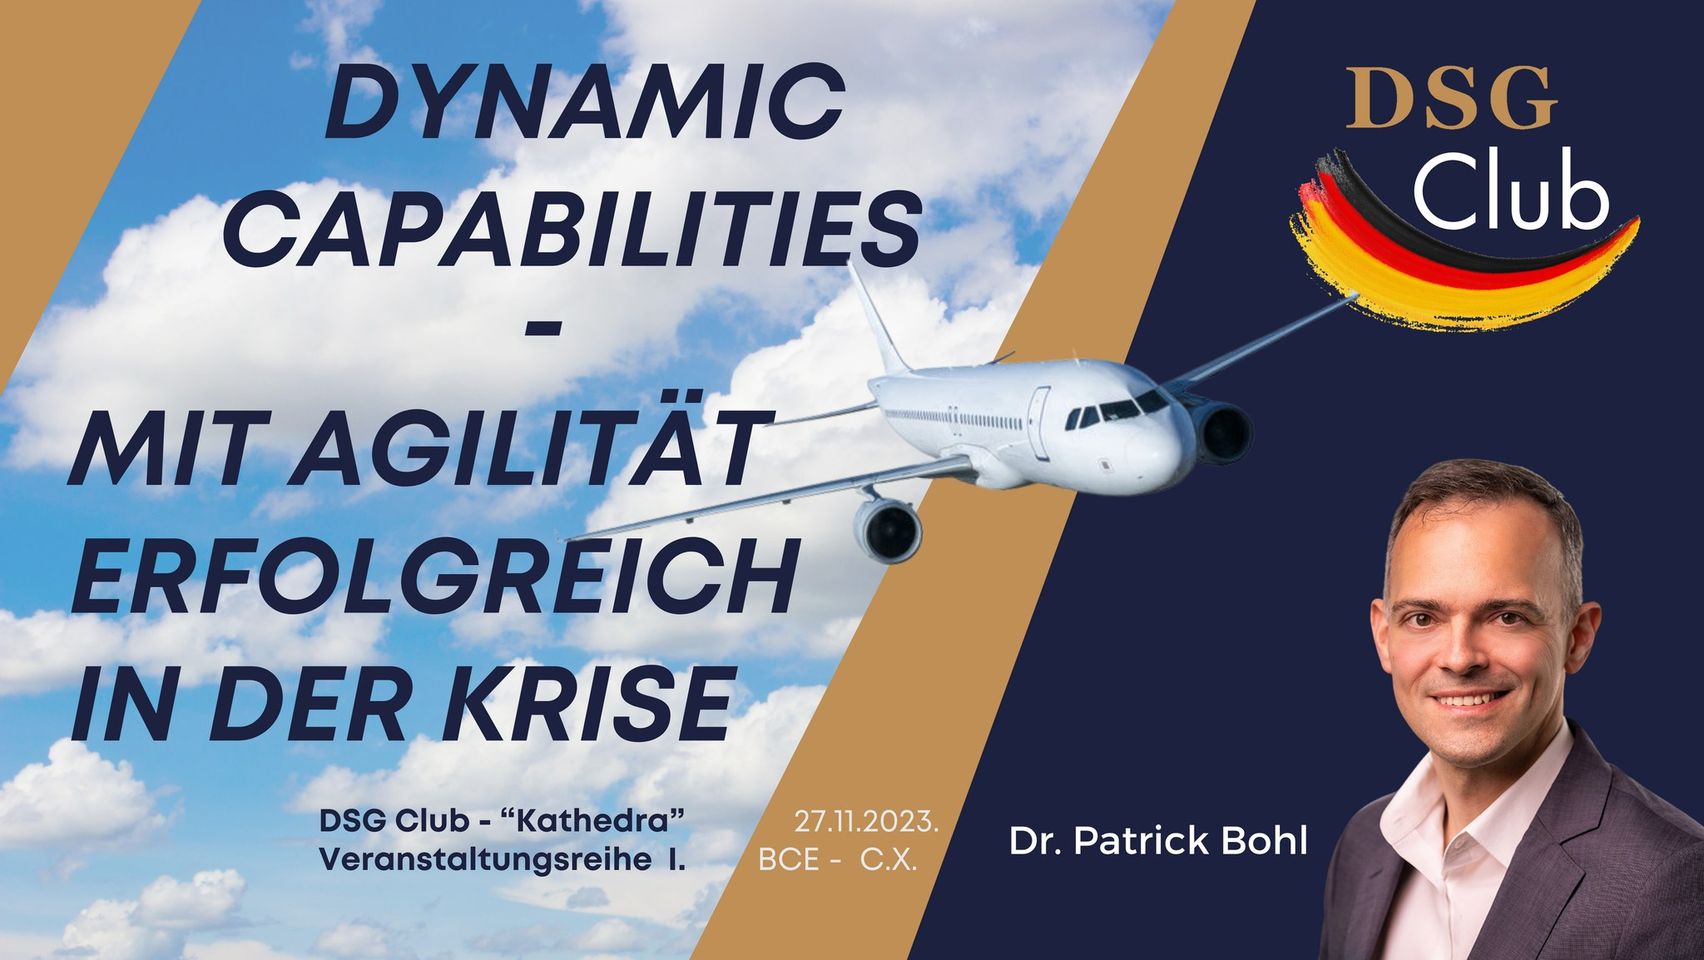 DYNAMIC
CAPABILITIES
-
MIT AGILITÄT
ERFOLGREICH
IN DER KRISE
DSG Club - “Kathedra”
Veranstaltungsreihe I.
27.11.2023.
BCE - C.X.
DSG
Club
Dr. Patrick Bohl